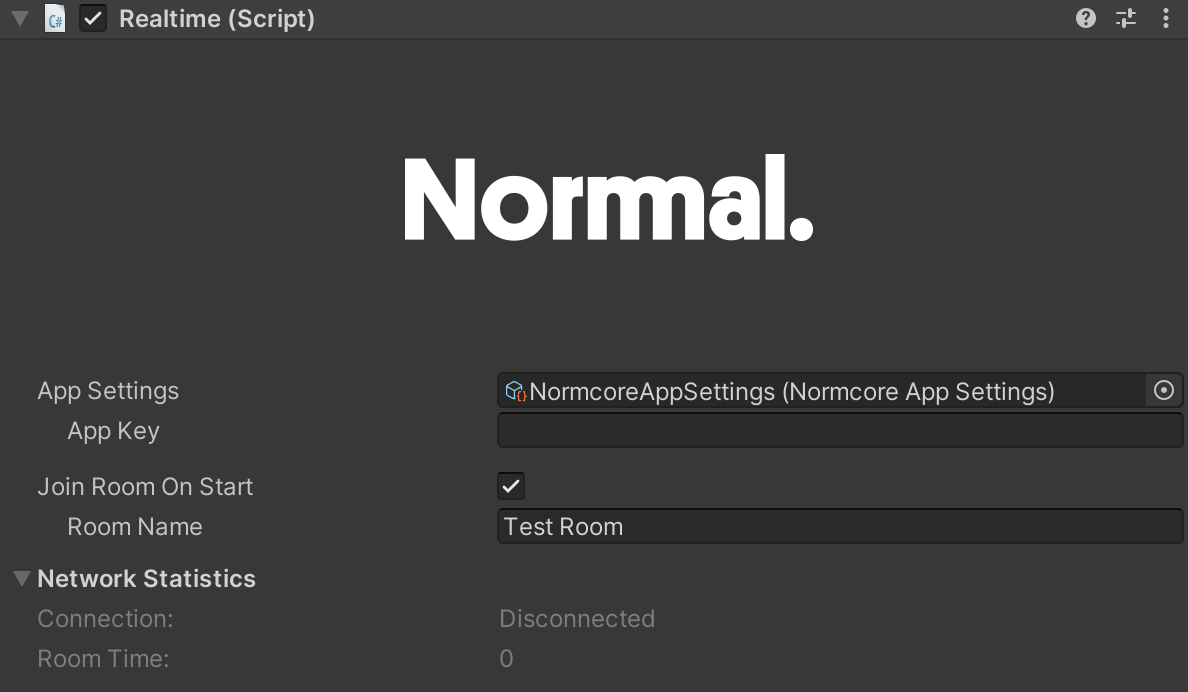 Realtime (Script)
Normal.
App Settings NormcoreAppSettings (Normcore App Settings)
App Key
Join Room On Start
Room Name Test Room
Network Statistics
Connection: Disconnected
Room Time: 0